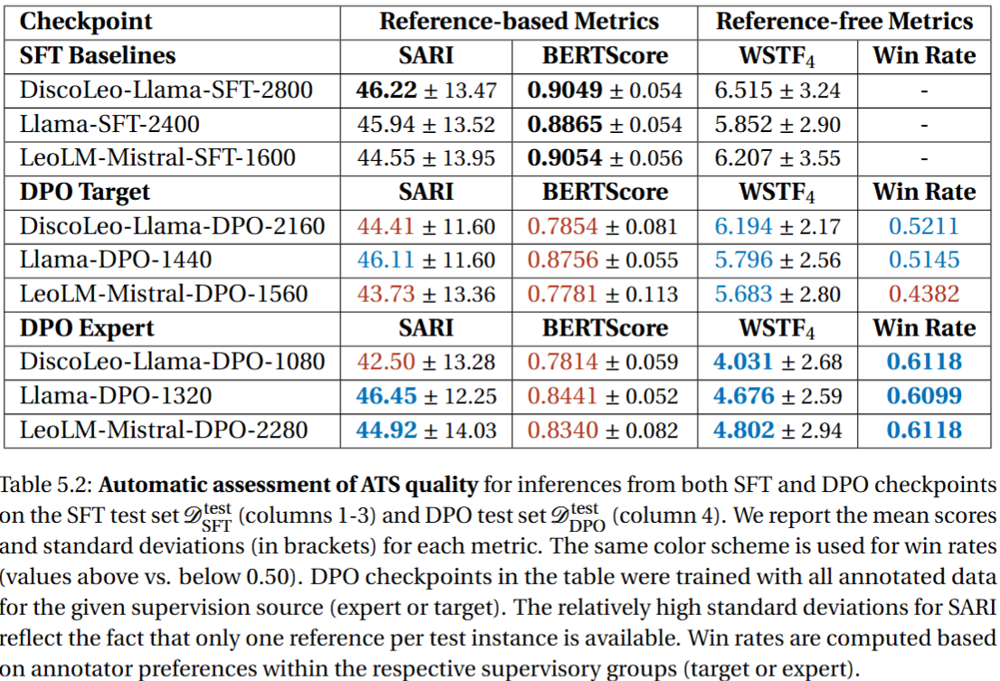 Checkpoint Reference-based Metrics Reference-free Metrics
SFT Baselines SARI BERTScore WSTF₄ Win Rate
DiscoLeo-Llama-SFT-2800 46.22 ± 13.47 0.9049 ± 0.054 6.515 ± 3.24 -
Llama-SFT-2400 45.94 ± 13.52 0.8865 ± 0.054 5.852 ± 2.90 -
LeoLM-Mistral-SFT-1600 44.55 ± 13.95 0.9054 ± 0.056 6.207 ± 3.55 -
DPO Target SARI BERTScore WSTF₄ Win Rate
DiscoLeo-Llama-DPO-2160 44.41 ± 11.60 0.7854 ± 0.081 6.194 ± 2.17 0.5211
Llama-DPO-1440 46.11 ± 11.60 0.8756 ± 0.055 5.796 ± 2.56 0.5145
LeoLM-Mistral-DPO-1560 43.73 ± 13.36 0.7781 ± 0.113 5.683 ± 2.80 0.4382
DPO Expert SARI BERTScore WSTF₄ Win Rate
DiscoLeo-Llama-DPO-1080 42.50 ± 13.28 0.7814 ± 0.059 4.031 ± 2.68 0.6118
Llama-DPO-1320 46.45 ± 12.25 0.8441 ± 0.052 4.676 ± 2.59 0.6099
LeoLM-Mistral-DPO-2280 44.92 ± 14.03 0.8340 ± 0.082 4.802 ± 2.94 0.6118
Table 5.2: Automatic assessment of ATS quality for inferences from both SFT and DPO checkpoints
on the SFT test set 𝒟_SFT^test (columns 1-3) and DPO test set 𝒟_DPO^test (column 4). We report the mean scores
and standard deviations (in brackets) for each metric. The same color scheme is used for win rates
(values above vs. below 0.50). DPO checkpoints in the table were trained with all annotated data
for the given supervision source (expert or target). The relatively high standard deviations for SARI
reflect the fact that only one reference per test instance is available. Win rates are computed based
on annotator preferences within the respective supervisory groups (target or expert).